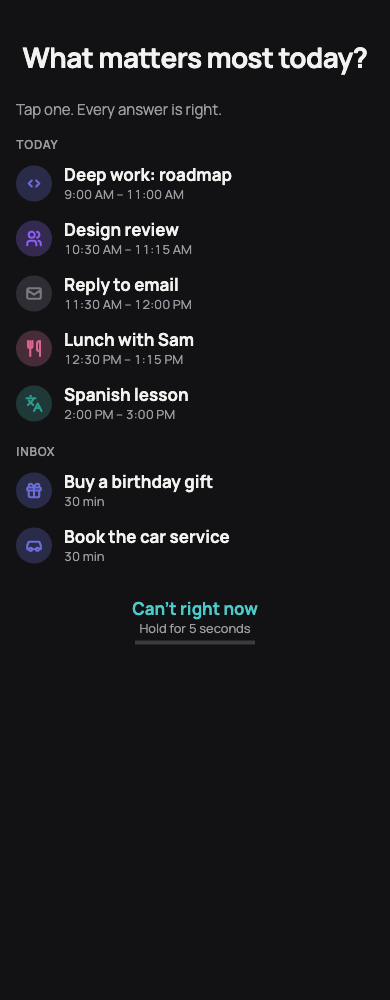 What matters most today?
Tap one. Every answer is right.
TODAY
Deep work: roadmap
9:00 AM – 11:00 AM
Design review
10:30 AM – 11:15 AM
Reply to email
11:30 AM – 12:00 PM
Lunch with Sam
12:30 PM – 1:15 PM
Spanish lesson
2:00 PM – 3:00 PM
INBOX
Buy a birthday gift
30 min
Book the car service
30 min
Can't right now
Hold for 5 seconds